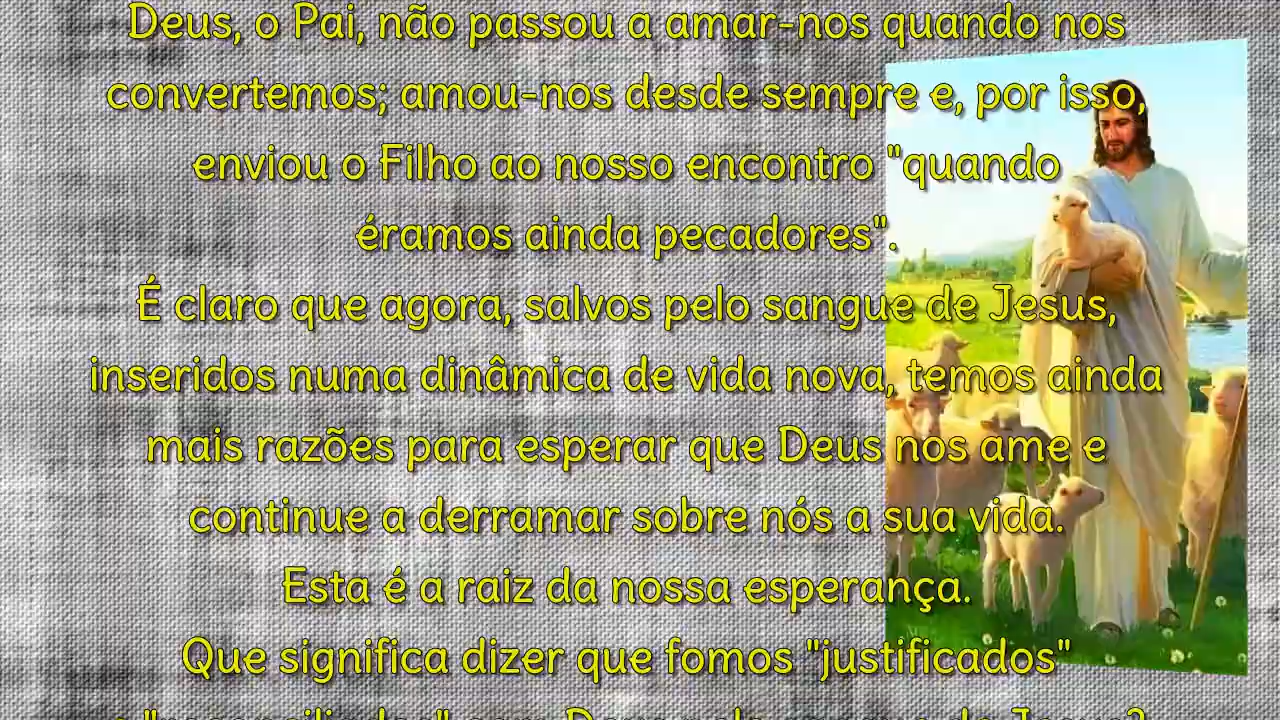 Deus, o Pai, não passou a amar-nos quando nos
convertemos; amou-nos desde sempre e, por isso,
enviou o Filho ao nosso encontro "quando
éramos ainda pecadores".
É claro que agora, salvos pelo sangue de Jesus,
inseridos numa dinâmica de vida nova, temos ainda
mais razões para esperar que Deus nos ame e
continue a derramar sobre nós a sua vida.
Esta é a raiz da nossa esperança.
Que significa dizer que fomos "justificados"